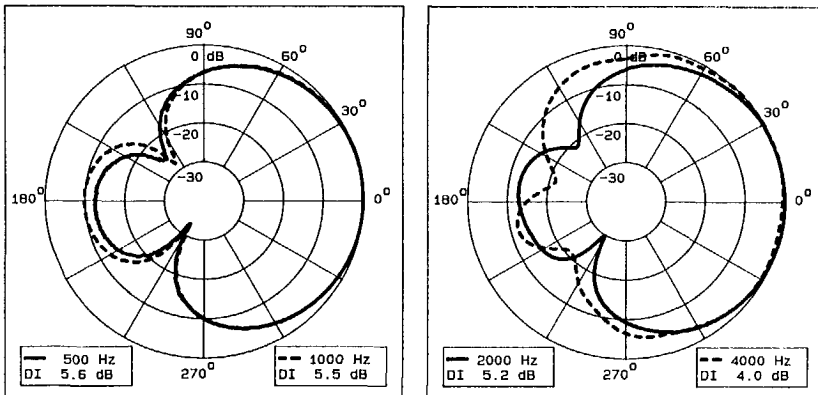 90°
0 dB
60°
-10
30°
-20
-30
180°
0°
500 Hz
DI 5.6 dB
1000 Hz
DI 5.5 dB
270°
90°
0 dB
60°
-10
30°
-20
-30
180°
0°
2000 Hz
DI 5.2 dB
4000 Hz
DI 4.0 dB
270°